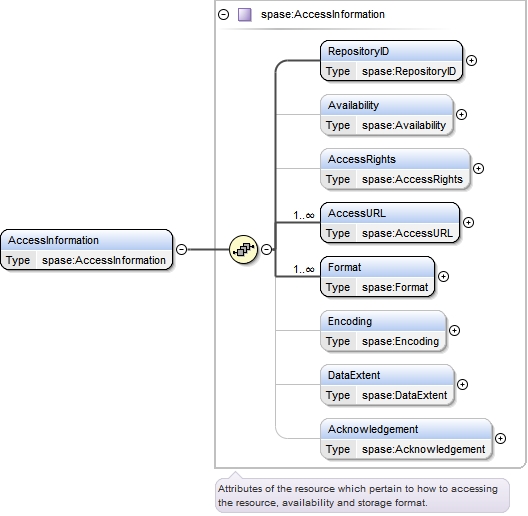 spase:AccessInformation
RepositoryID
Type spase:RepositoryID
Availability
Type spase:Availability
AccessRights
Type spase:AccessRights
1..∞
AccessURL
Type spase:AccessURL
AccessInformation
Type spase:AccessInformation
1..∞
Format
Type spase:Format
Encoding
Type spase:Encoding
DataExtent
Type spase:DataExtent
Acknowledgement
Type spase:Acknowledgement
Attributes of the resource which pertain to how to accessing
the resource, availability and storage format.